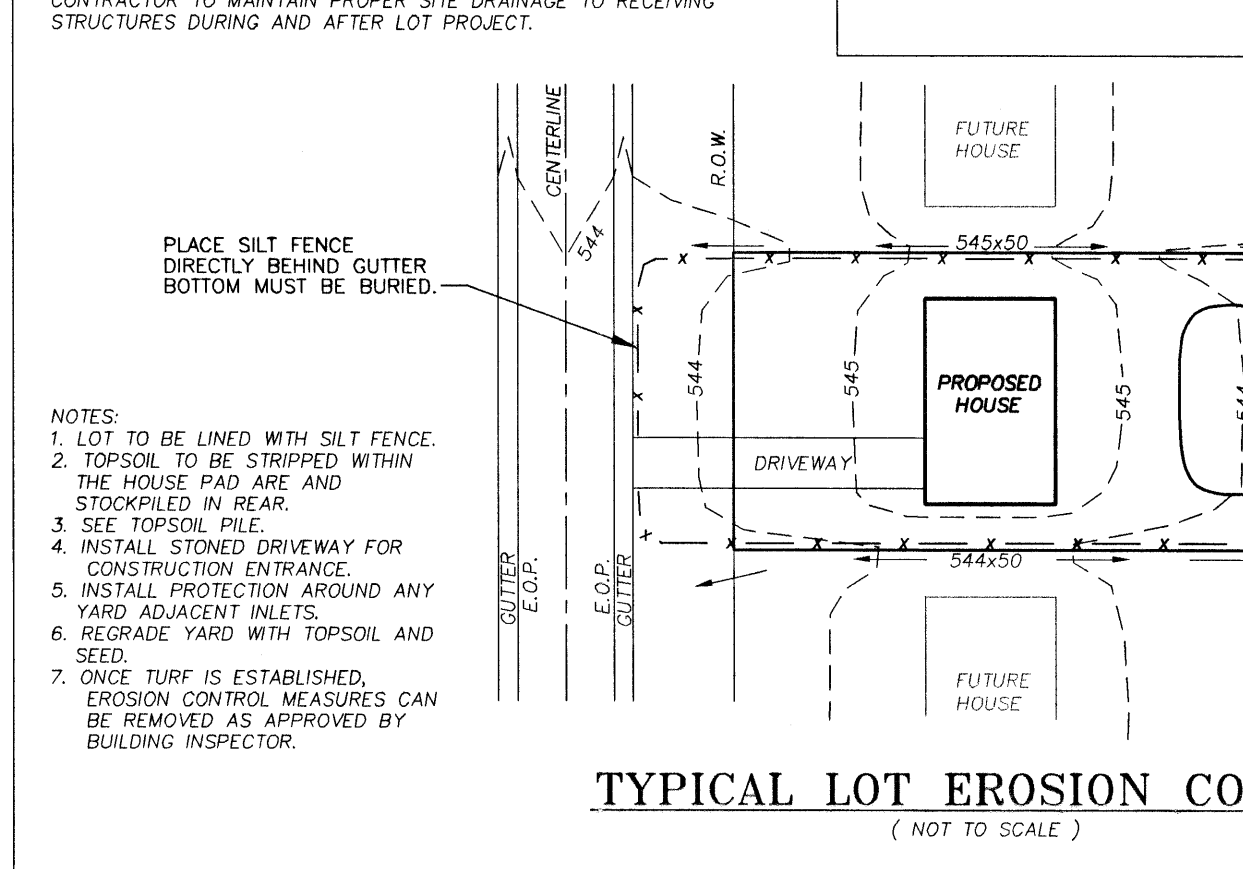 CONTRACTOR TO MAINTAIN PROPER SITE DRAINAGE TO RECEIVING
STRUCTURES DURING AND AFTER LOT PROJECT.
CENTERLINE
R.O.W.
FUTURE
HOUSE
544
545x50
PLACE SILT FENCE
DIRECTLY BEHIND GUTTER
BOTTOM MUST BE BURIED.
544
545
PROPOSED
HOUSE
545
544
DRIVEWAY
NOTES:
1. LOT TO BE LINED WITH SILT FENCE.
2. TOPSOIL TO BE STRIPPED WITHIN
THE HOUSE PAD ARE AND
STOCKPILED IN REAR.
3. SEE TOPSOIL PILE.
4. INSTALL STONED DRIVEWAY FOR
CONSTRUCTION ENTRANCE.
5. INSTALL PROTECTION AROUND ANY
YARD ADJACENT INLETS.
6. REGRADE YARD WITH TOPSOIL AND
SEED.
7. ONCE TURF IS ESTABLISHED,
EROSION CONTROL MEASURES CAN
BE REMOVED AS APPROVED BY
BUILDING INSPECTOR.
GUTTER
E.O.P.
E.O.P.
GUTTER
544x50
FUTURE
HOUSE
TYPICAL LOT EROSION CO
( NOT TO SCALE )